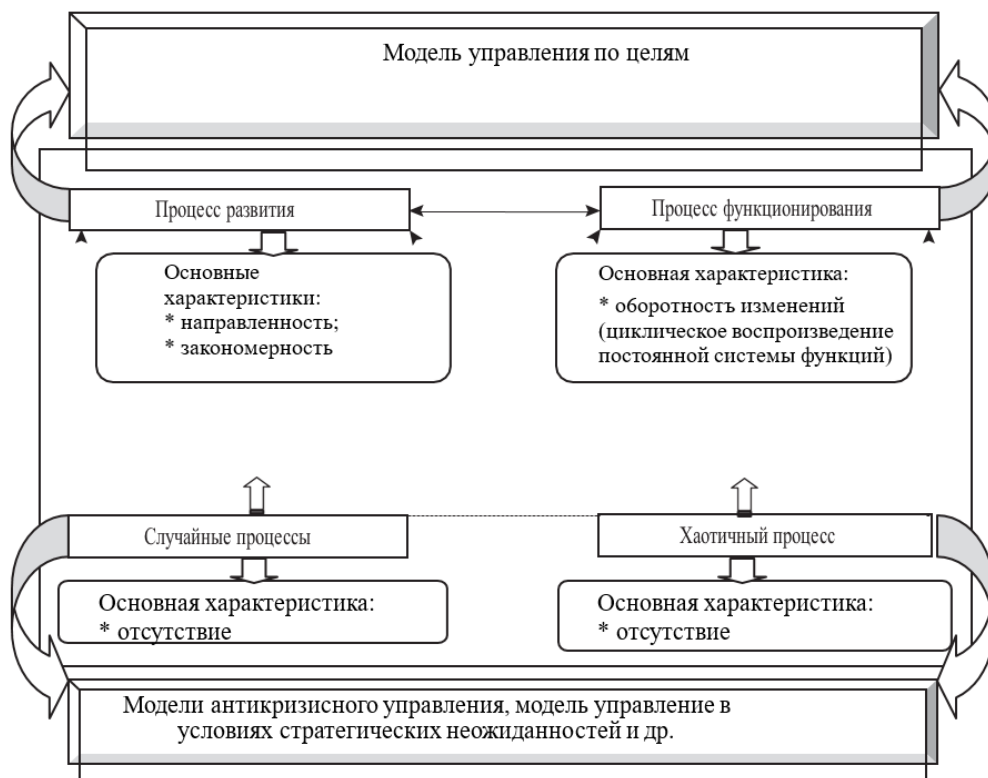 Модель управления по целям
Процесс развития
Процесс функционирования
Основные
характеристики:
* направленность;
* закономерность
Основная характеристика:
* оборотность изменений
(циклическое воспроизведение
постоянной системы функций)
Случайные процессы
Хаотичный процесс
Основная характеристика:
* отсутствие
Основная характеристика:
* отсутствие
Модели антикризисного управления, модель управление в
условиях стратегических неожиданностей и др.